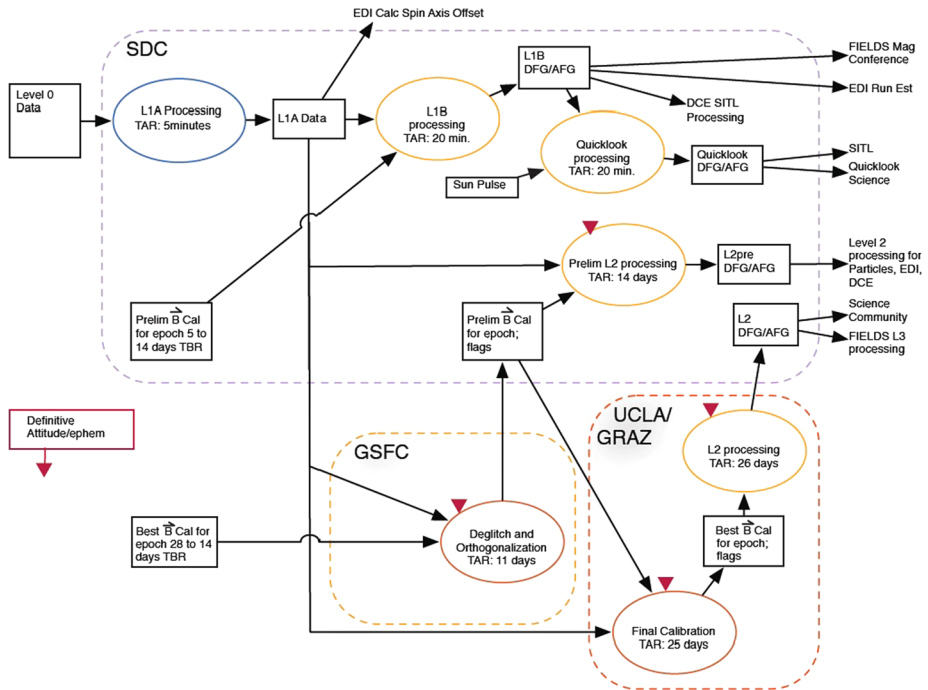 EDI Calc Spin Axis Offset
SDC
Level 0
Data
L1A Processing
TAR: 5minutes
L1A Data
L1B
processing
TAR: 20 min.
L1B
DFG/AFG
FIELDS Mag
Conference
EDI Run Est
DCE SITL
Processing
Quicklook
processing
TAR: 20 min.
Sun Pulse
Quicklook
DFG/AFG
SITL
Quicklook
Science
Prelim L2 processing
TAR: 14 days
L2pre
DFG/AFG
Level 2
processing for
Particles, EDI,
DCE
Prelim B Cal
for epoch 5 to
14 days TBR
Prelim B Cal
for epoch;
flags
L2
DFG/AFG
Science
Community
FIELDS L3
processing
Definitive
Attitude/ephem
GSFC
UCLA/
GRAZ
L2 processing
TAR: 26 days
Best B Cal for
epoch 28 to 14
days TBR
Deglitch and
Orthogonalization
TAR: 11 days
Best B Cal
for epoch;
flags
Final Calibration
TAR: 25 days